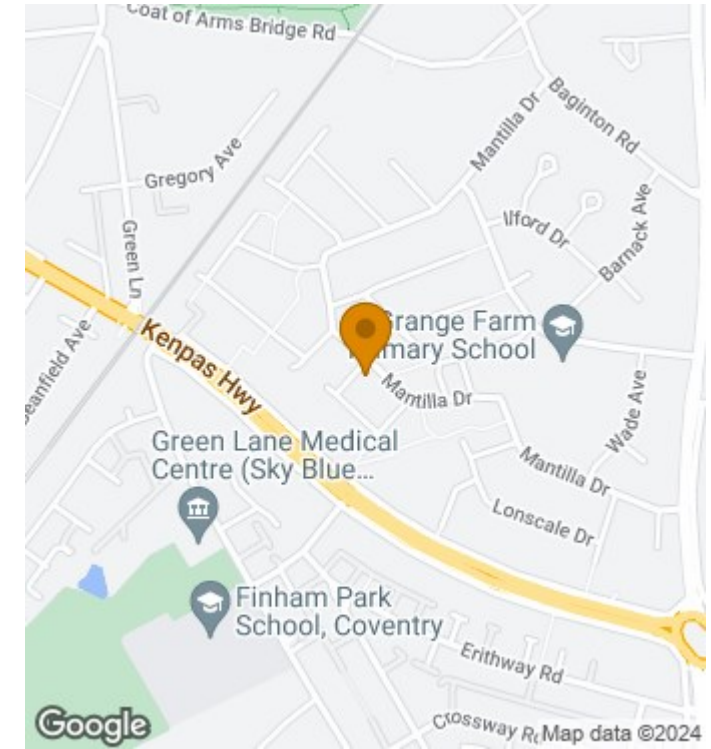 Coat of Arms Bridge Rd
Baginton Rd
Mantilla Dr
Gregory Ave
Ilford Dr
Barnack Ave
Green Ln
Kenpas Hwy
Grange Farm
Primary School
Mantilla Dr
Wade Ave
Green Lane Medical
Centre (Sky Blue...
Mantilla Dr
Lonscale Dr
Finham Park
School, Coventry
Erithway Rd
Google
Map data ©2024